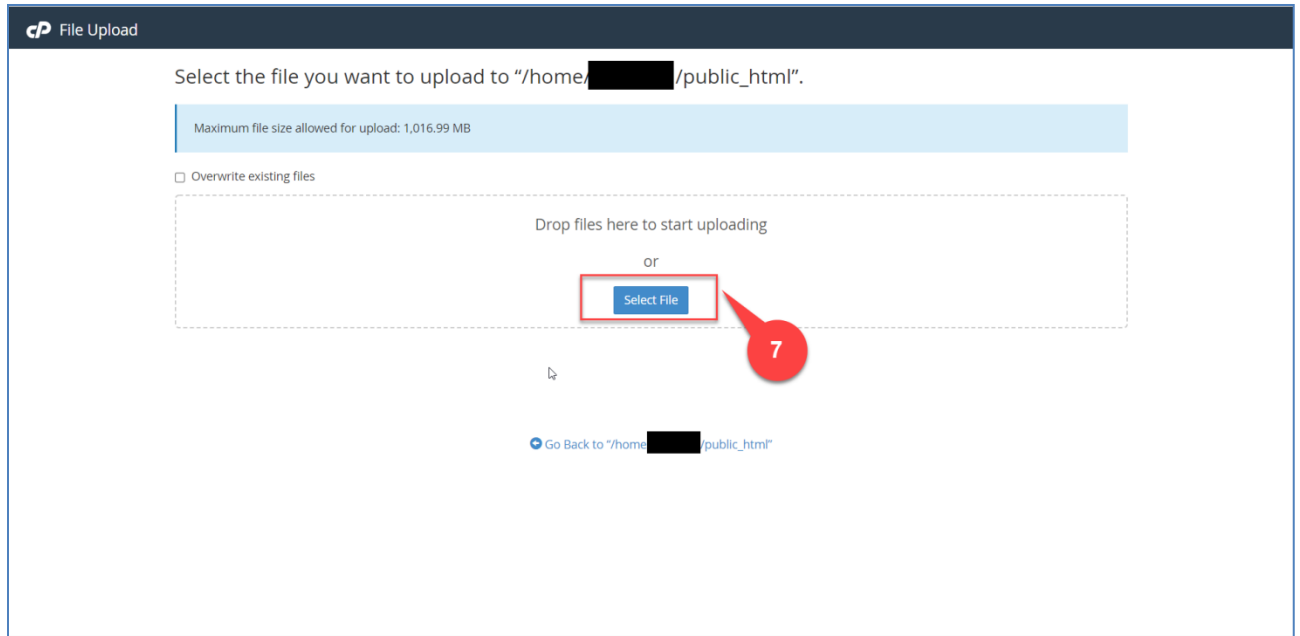 cP File Upload
Select the file you want to upload to “/home/ /public_html”.
Maximum file size allowed for upload: 1,016.99 MB
Overwrite existing files
Drop files here to start uploading
or
Select File
7
Go Back to “/home /public_html”